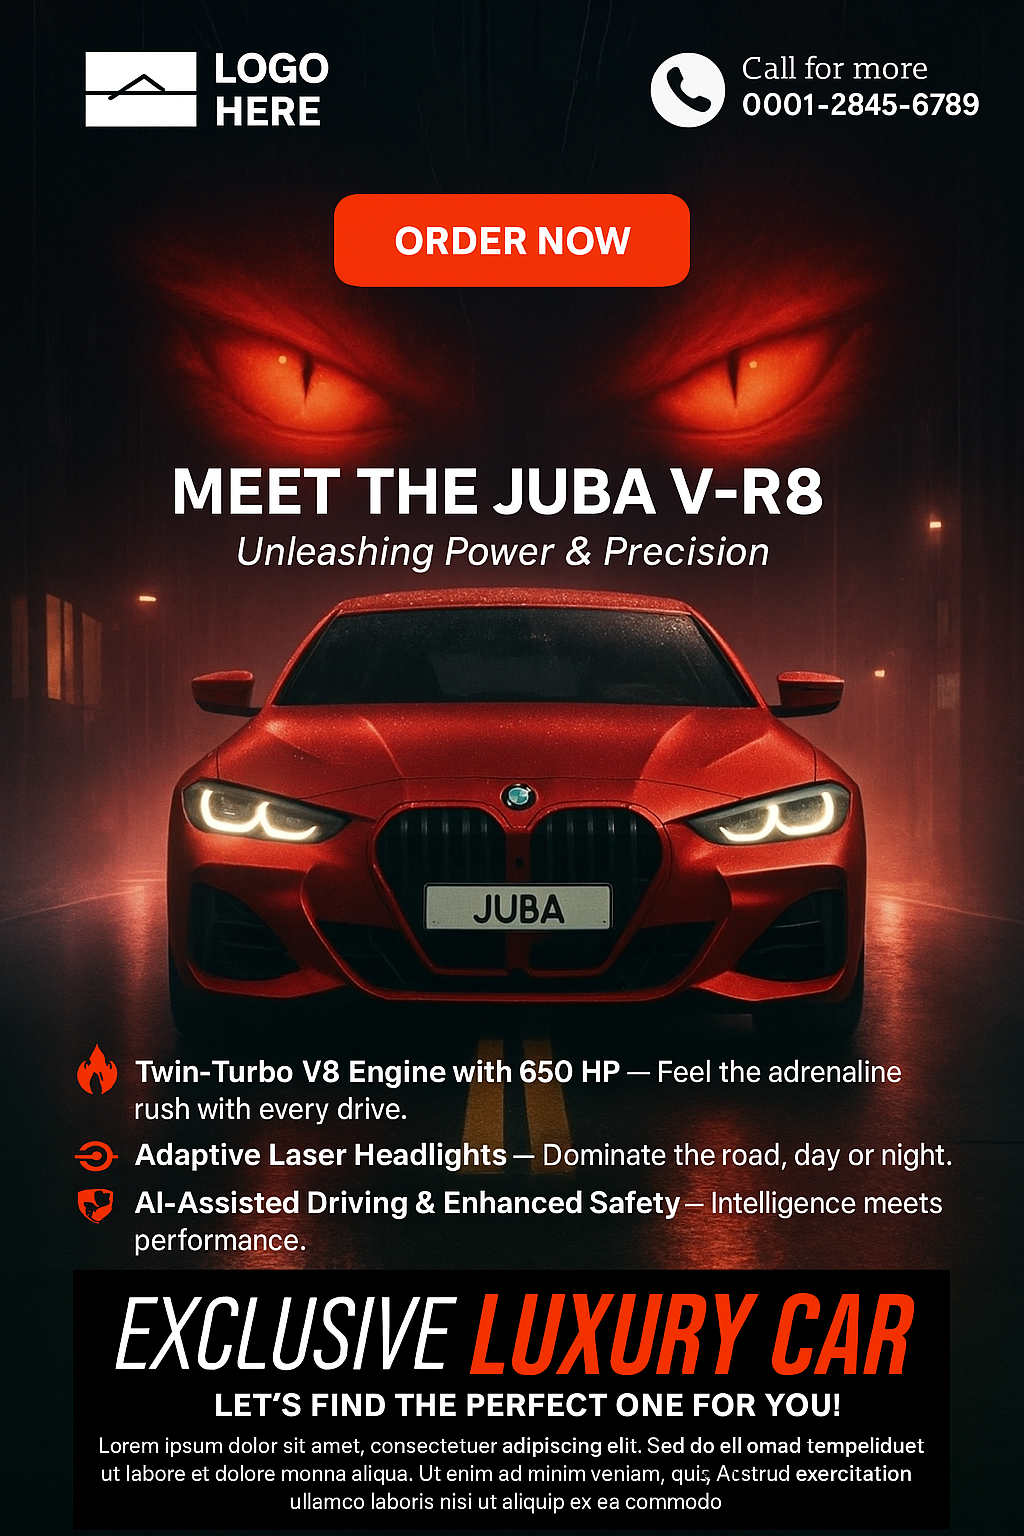 LOGO
HERE
Call for more
0001-2845-6789
ORDER NOW
MEET THE JUBA V-R8
Unleashing Power & Precision
JUBA
Twin-Turbo V8 Engine with 650 HP — Feel the adrenaline
rush with every drive.
Adaptive Laser Headlights — Dominate the road, day or night.
AI-Assisted Driving & Enhanced Safety — Intelligence meets
performance.
EXCLUSIVE LUXURY CAR
LET'S FIND THE PERFECT ONE FOR YOU!
Lorem ipsum dolor sit amet, consectetuer adipiscing elit. Sed do ell omad tempeliduet
ut labore et dolore monna aliqua. Ut enim ad minim veniam, quis, Acstrud exercitation
ullamco laboris nisi ut aliquip ex ea commodo